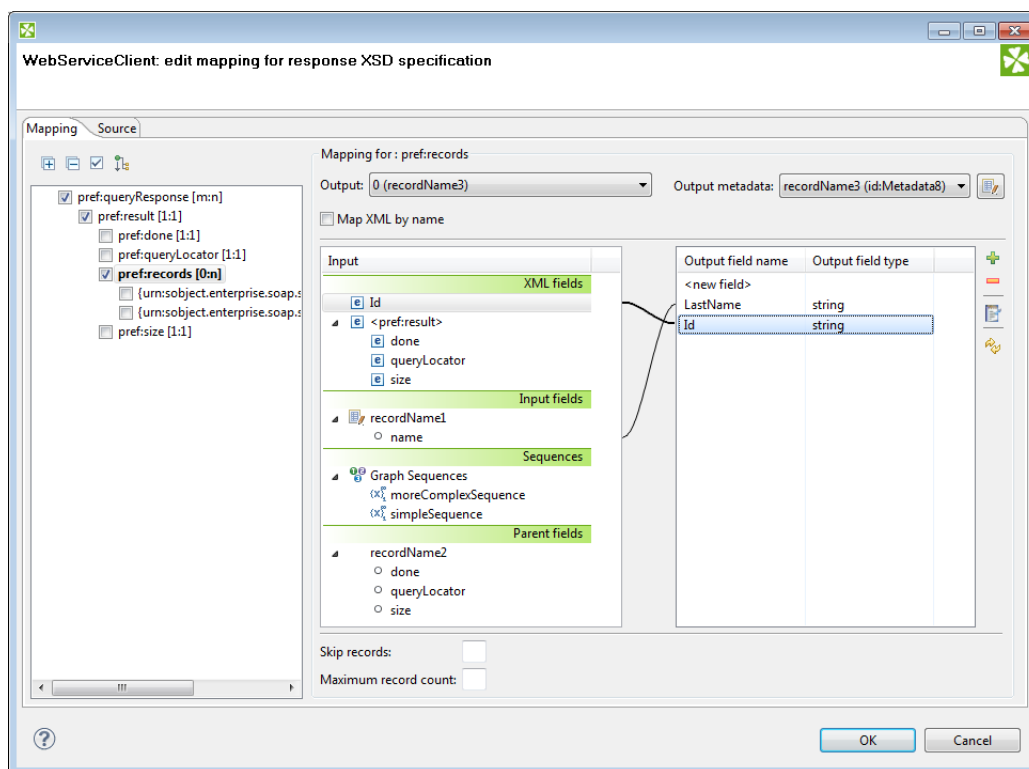 WebServiceClient: edit mapping for response XSD specification
Mapping
Source
pref:queryResponse [m:n]
pref:result [1:1]
pref:done [1:1]
pref:queryLocator [1:1]
pref:records [0:n]
{urn:sobject.enterprise.soap.s
{urn:sobject.enterprise.soap.s
pref:size [1:1]
Mapping for : pref:records
Output: 0 (recordName3)
Output metadata: recordName3 (id:Metadata8)
Map XML by name
Input
XML fields
Id
<pref:result>
done
queryLocator
size
Input fields
recordName1
name
Sequences
Graph Sequences
moreComplexSequence
simpleSequence
Parent fields
recordName2
done
queryLocator
size
Output field name Output field type
<new field>
LastName string
Id string
Skip records:
Maximum record count:
OK
Cancel